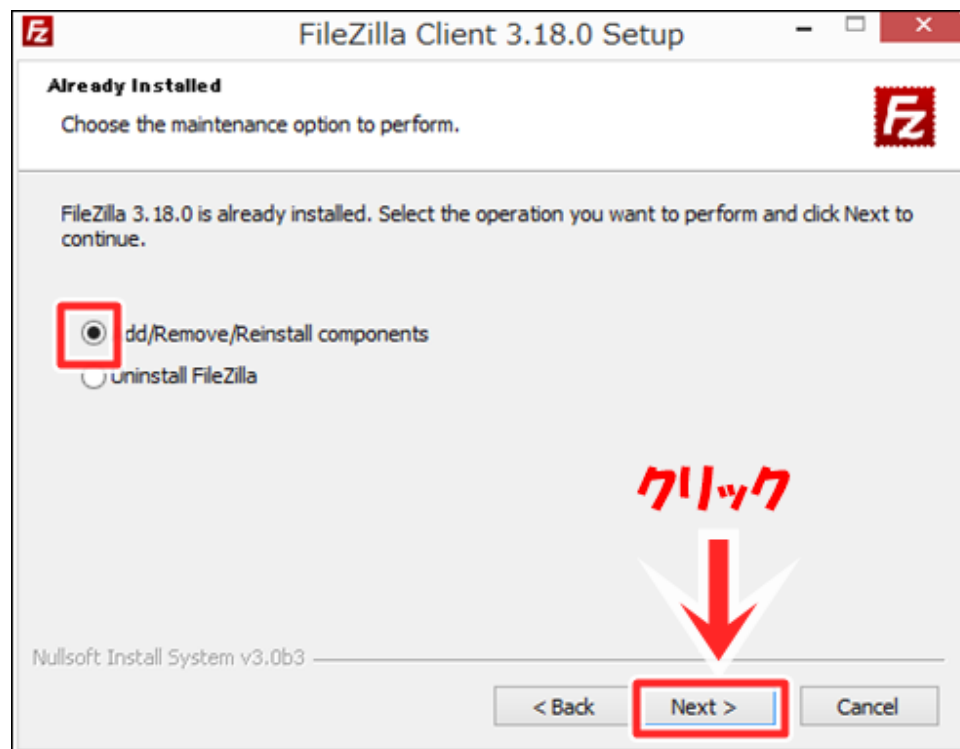 FileZilla Client 3.18.0 Setup
Already Installed
Choose the maintenance option to perform.
FileZilla 3.18.0 is already installed. Select the operation you want to perform and click Next to
continue.
dd/Remove/Reinstall components
Uninstall FileZilla
クリック
Nullsoft Install System v3.0b3
< Back
Next >
Cancel